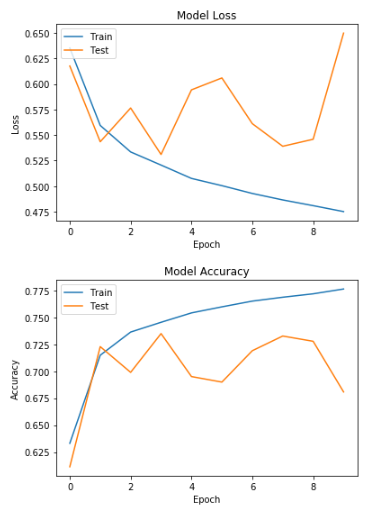 Model Loss
0.650
0.625
0.600
0.575
0.550
0.525
0.500
0.475
Loss
Train
Test
0 2 4 6 8
Epoch
Model Accuracy
0.775
0.750
0.725
0.700
0.675
0.650
0.625
Accuracy
Train
Test
0 2 4 6 8
Epoch